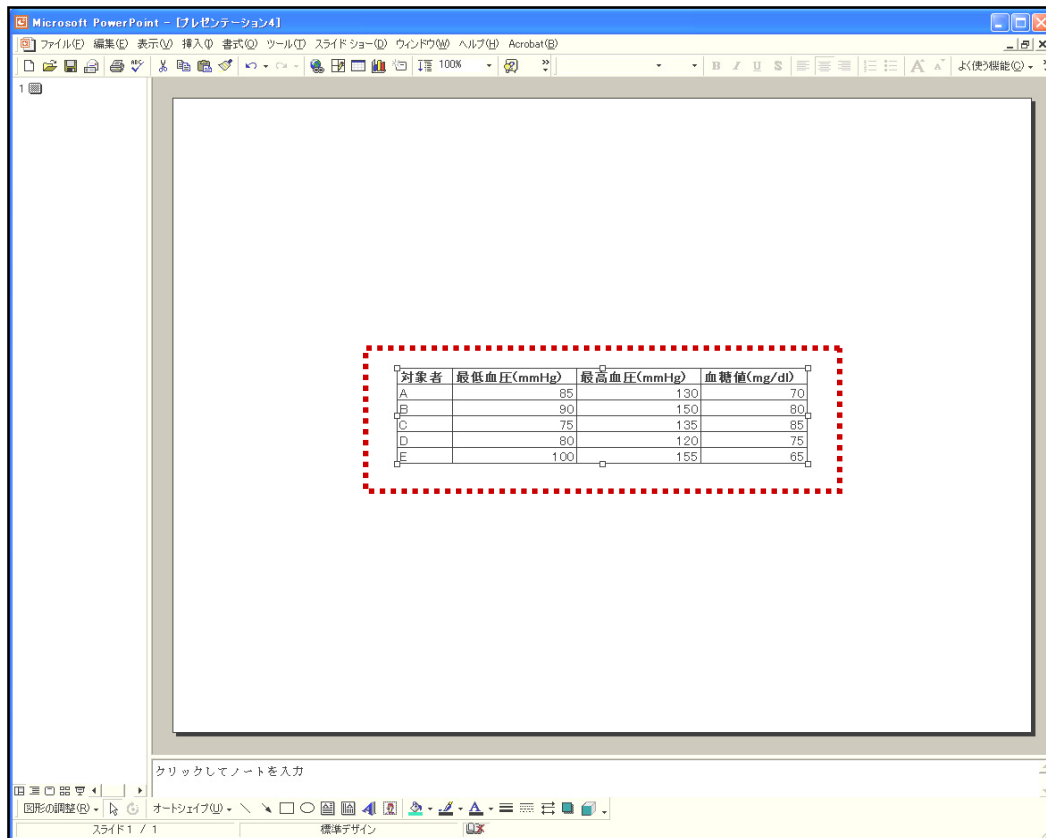 Microsoft PowerPoint - [プレゼンテーション4]
ファイル(F) 編集(E) 表示(V) 挿入(I) 書式(O) ツール(T) スライド ショー(D) ウィンドウ(W) ヘルプ(H) Acrobat(B)
100% B I U S A A よく使う機能(C)
1
対象者 最低血圧(mmHg) 最高血圧(mmHg) 血糖値(mg/dl)
A 85 130 70
B 90 150 80
C 75 135 85
D 80 120 75
E 100 155 65
クリックしてノートを入力
図形の調整(R) オートシェイプ(U) A
スライド 1 / 1 標準デザイン